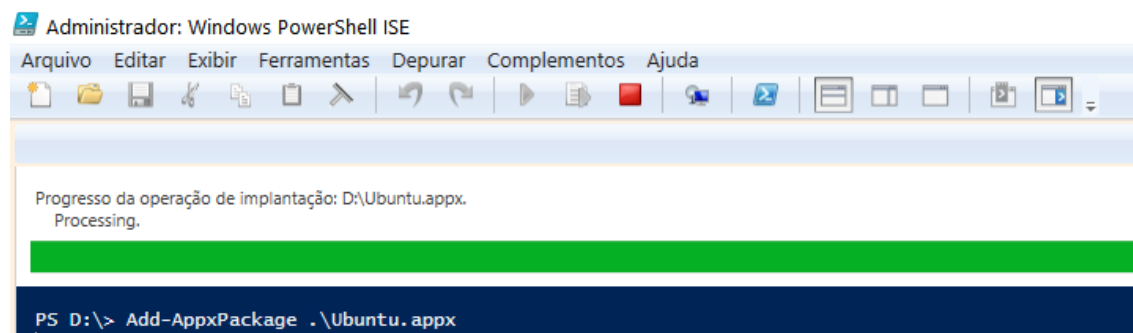 Administrador: Windows PowerShell ISE
Arquivo Editar Exibir Ferramentas Depurar Complementos Ajuda
Progresso da operação de implantação: D:\Ubuntu.appx.
Processing.
PS D:\> Add-AppxPackage .\Ubuntu.appx